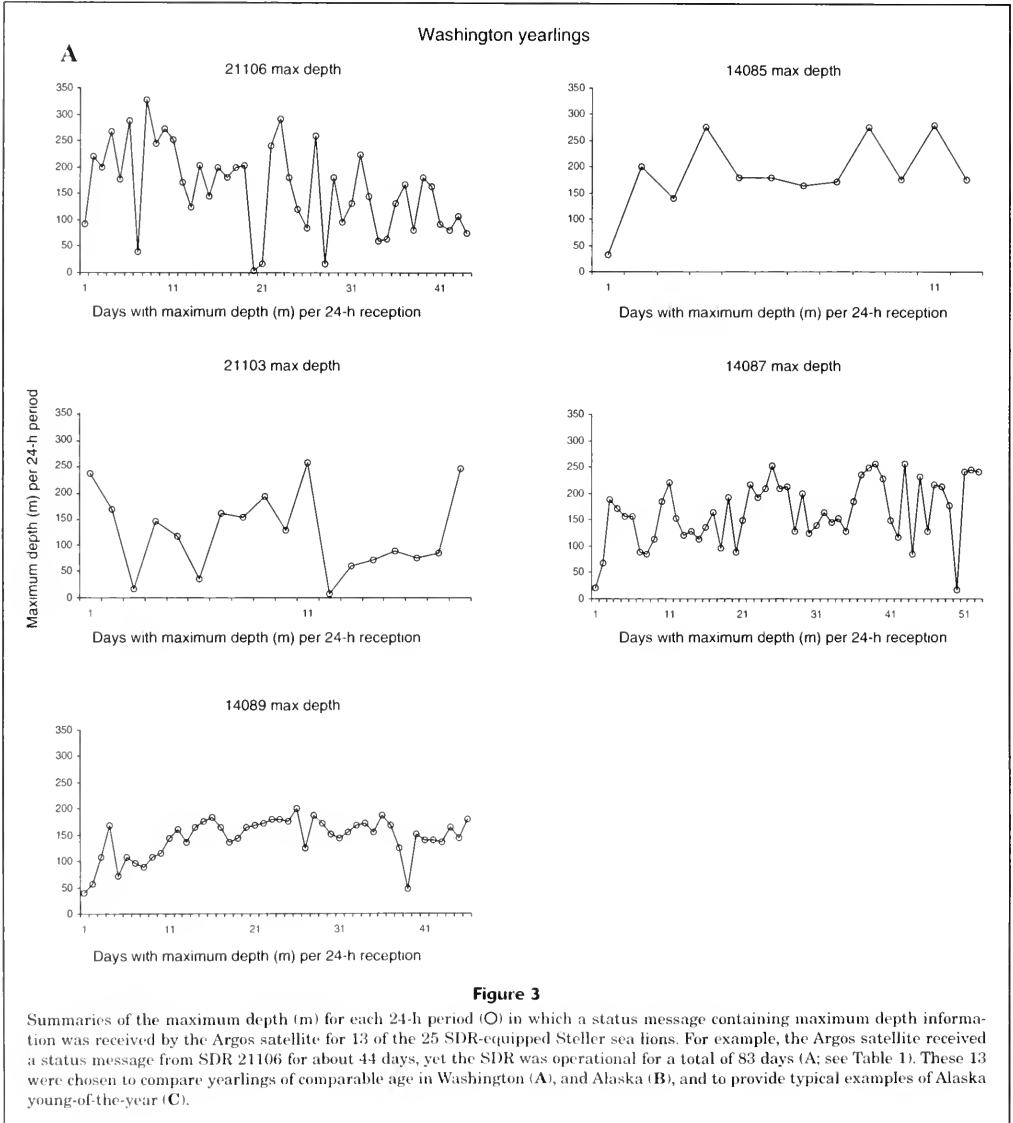 Washington yearlings
A
21106 max depth
350
300
250
200
150
100
50
0
1 11 21 31 41
Days with maximum depth (m) per 24-h reception
14085 max depth
350
300
250
200
150
100
50
0
1 11
Days with maximum depth (m) per 24-h reception
Maximum depth (m) per 24-h period
21103 max depth
350
300
250
200
150
100
50
0
1 11
Days with maximum depth (m) per 24-h reception
14087 max depth
350
300
250
200
150
100
50
0
1 11 21 31 41 51
Days with maximum depth (m) per 24-h reception
14089 max depth
350
300
250
200
150
100
50
0
1 11 21 31 41
Days with maximum depth (m) per 24-h reception
Figure 3
Summaries of the maximum depth (m) for each 24-h period (O) in which a status message containing maximum depth informa-
tion was received by the Argos satellite for 13 of the 25 SDR-equipped Steller sea lions. For example, the Argos satellite received
a status message from SDR 21106 for about 44 days, yet the SDR was operational for a total of 83 days (A; see Table 1). These 13
were chosen to compare yearlings of comparable age in Washington (A), and Alaska (B), and to provide typical examples of Alaska
young-of-the-year (C).